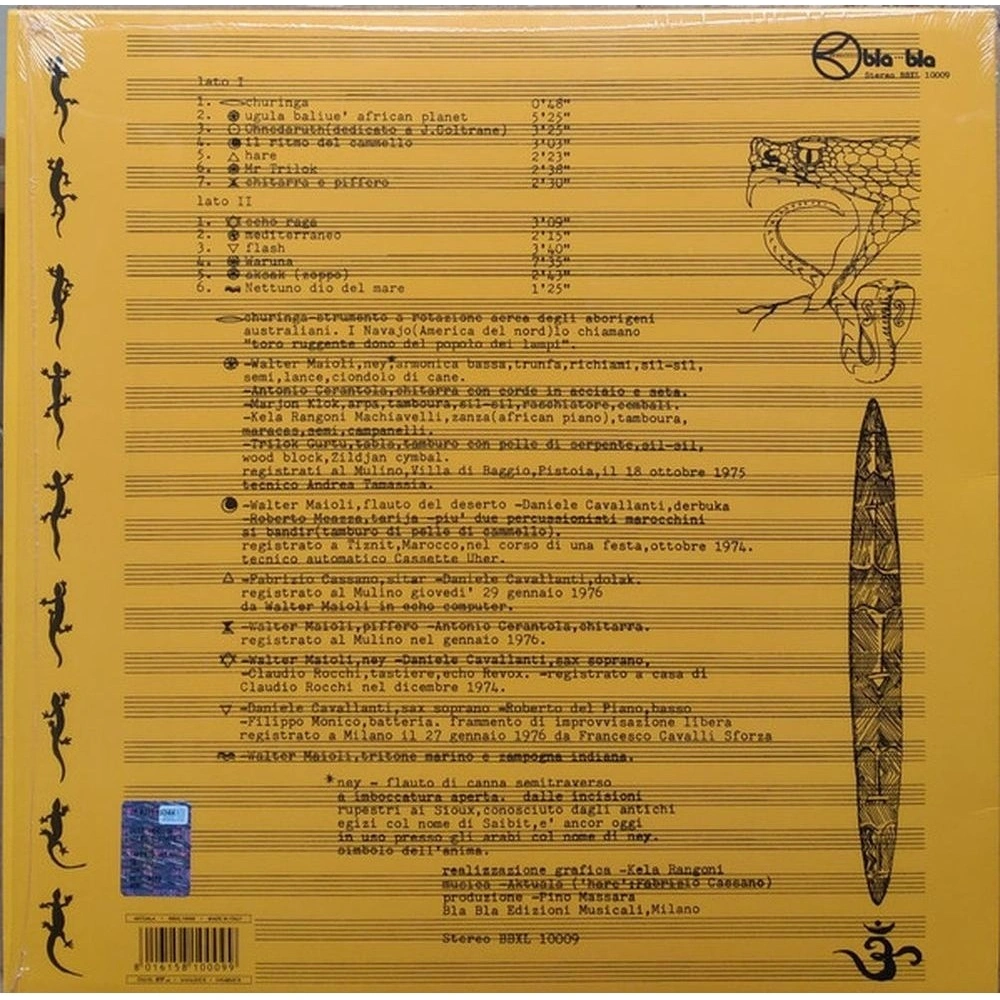 bla-bla
Stereo BBXL 10009
lato I
1. churinga 0'48"
2. ugula baliue' african planet 5'25"
3. Ohnedaruth(dedicato a J.Coltrane) 3'25"
4. il ritmo del cammello 3'03"
5. hare 2'23"
6. Mr Trilok 2'38"
7. chitarra e piffero 2'30"
lato II
1. echo raga 3'09"
2. mediterraneo 2'15"
3. flash 3'40"
4. Waruna 7'35"
5. aksak (zoppo) 2'43"
6. Nettuno dio del mare 1'25"
churinga-strumento a rotazione aerea degli aborigeni
australiani. I Navajo(America del nord)lo chiamano
"toro ruggente dono del popolo dei lampi".
-Walter Maioli,ney*,armonica bassa,trunfa,richiami,sil-sil,
semi,lance,ciondolo di cane.
-Antonio Cerantola,chitarra con corde in acciaio e seta.
-Marjon Klok,arpa,tamboura,sil-sil,raschiatore,cembali.
-Kela Rangoni Machiavelli,zanza(african piano),tamboura,
maracas,semi,campanelli.
-Trilok Gurtu,tabla,tamburo con pelle di serpente,sil-sil,
wood block,Zildjan cymbal.
registrati al Mulino,Villa di Baggio,Pistoia,il 18 ottobre 1975
tecnico Andrea Tamassia.
-Walter Maioli,flauto del deserto -Daniele Cavallanti,derbuka
-Roberto Meazza,tarija -piu' due percussionisti marocchini
ai bandir(tamburo di pelle di cammello).
registrato a Tiznit,Marocco,nel corso di una festa,ottobre 1974.
tecnico automatico Cassette Uher.
-Fabrizio Cassano,sitar -Daniele Cavallanti,dolak.
registrato al Mulino giovedi' 29 gennaio 1976
da Walter Maioli in echo computer.
-Walter Maioli,piffero -Antonio Cerantola,chitarra.
registrato al Mulino nel gennaio 1976.
-Walter Maioli,ney -Daniele Cavallanti,sax soprano,
-Claudio Rocchi,tastiere,echo Revox. -registrato a casa di
Claudio Rocchi nel dicembre 1974.
-Daniele Cavallanti,sax soprano -Roberto del Piano,basso
-Filippo Monico,batteria. frammento di improvvisazione libera
registrato a Milano il 27 gennaio 1976 da Francesco Cavalli Sforza
-Walter Maioli,tritone marino e zampogna indiana.
*ney - flauto di canna semitraverso
a imboccatura aperta. dalle incisioni
rupestri ai Sioux,conosciuto dagli antichi
egizi col nome di Saibit,e' ancor oggi
in uso presso gli arabi col nome di ney.
simbolo dell'anima.
realizzazione grafica -Kela Rangoni
musica -Aktuala ('hare':Fabrizio Cassano)
produzione -Pino Massara
Bla Bla Edizioni Musicali,Milano
Stereo BBXL 10009
8 016158 100099
ॐ